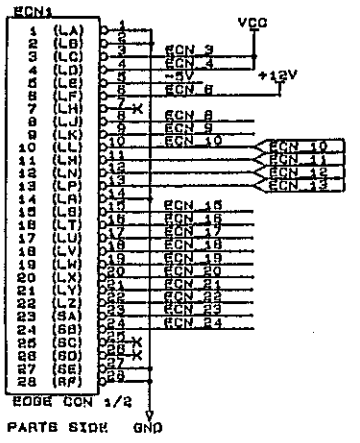 ECN1
1 (LA) 1
2 (LB) 2 VCC
3 (LC) 3 ECN 3
4 (LD) 4 ECN 4
5 (LE) 5 -5V +12V
6 (LF) 6 ECN 6
7 (LH) 7
8 (LJ) 8 ECN 8
9 (LK) 9 ECN 9
10 (LL) 10 ECN 10 ECN 10
11 (LM) 11 ECN 11
12 (LN) 12 ECN 12
13 (LP) 13 ECN 13
14 (LR) 14
15 (LS) 15 ECN 15
16 (LT) 16 ECN 16
17 (LU) 17 ECN 17
18 (LV) 18 ECN 18
19 (LW) 19 ECN 19
20 (LX) 20 ECN 20
21 (LY) 21 ECN 21
22 (LZ) 22 ECN 22
23 (SA) 23 ECN 23
24 (SB) 24 ECN 24
25 (SC) 25
26 (SD) 26
27 (SE) 27
28 (SF) 28
EDGE CON 1/2
PARTS SIDE GND